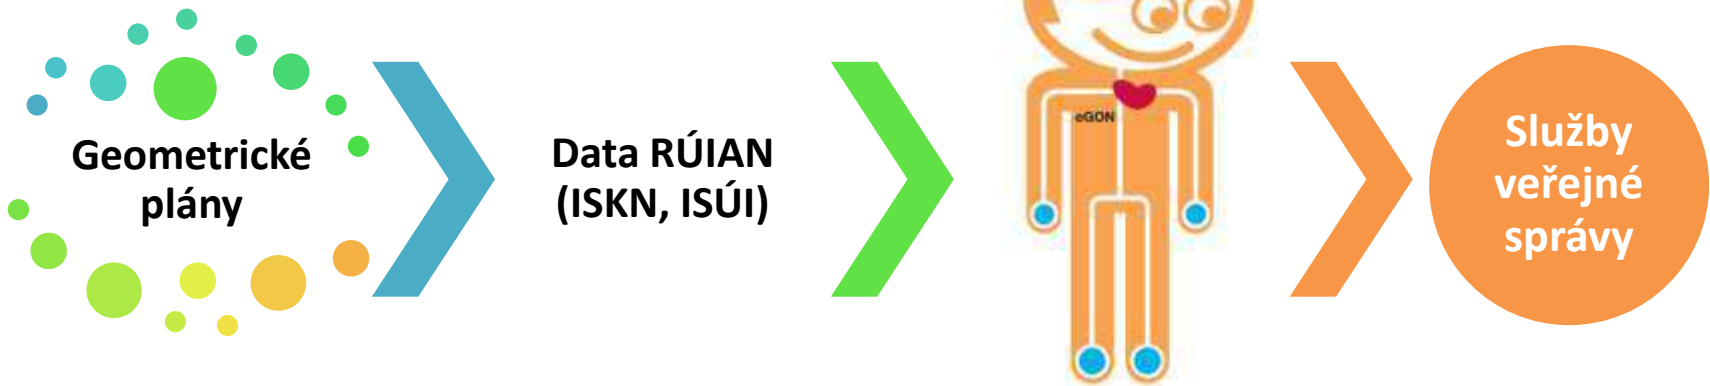 Geometrické
plány
Data RÚIAN
(ISKN, ISÚI)
eGON
Služby
veřejné
správy